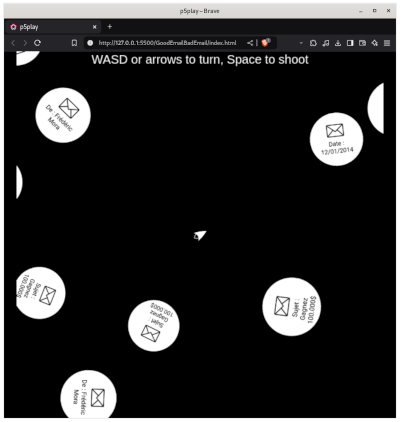 p5play – Brave
p5play
http://127.0.0.1:5500/GoodEmailBadEmail/index.html
WASD or arrows to turn, Space to shoot
De : Frédéric
Mora
Date :
12/01/2014
Sujet :
Gagnez
100.000$
Sujet :
Gagnez
100.000$
Sujet :
Gagnez
100.000$
De : Frédéric
Mora